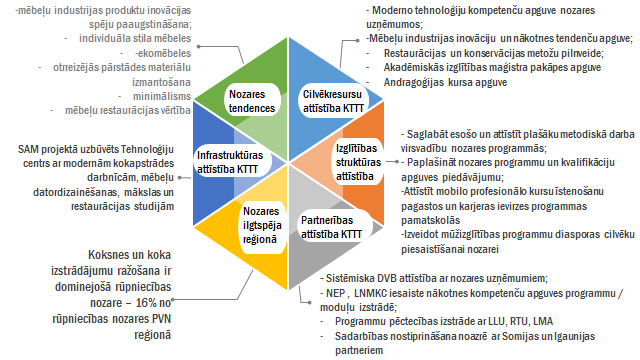 -mēbeļu industrijas produktu inovācijas
spēju paaugstināšana;
- individuāla stila mēbeles
- -ekomēbeles
- otrreizējās pārstādes materiālu
izmantošana
- minimālisms
- mēbeļu restaurācijas vērtība
- Moderno tehnoloģiju kompetenču apguve nozares
uzņēmumos;
-Mēbeļu industrijas inovāciju un nākotnes tendenču apguve;
- Restaurācijas un konservācijas metožu pilnveide;
- Akadēmiskās izglītības maģistra pakāpes apguve
- Andragoģijas kursa apguve
Nozares
tendences
Cilvēkresursu
attīstība KTTT
SAM projektā uzbūvēts Tehnoloģiju
centrs ar modernām kokapstrādes
darbnīcām, mēbeļu
datordizainēšanas, mākslas un
restaurācijas studijām
Infrastruktūras
attīstība KTTT
Izglītības
struktūras
attīstība
- Saglabāt esošo un attīstīt plašāku metodiskā darba
virsvadību nozares programmās;
- Paplašināt nozares programmu un kvalifikāciju
apguves piedāvājumu;
-Attīstīt mobilo profesionālo kursu īstenošanu
pagastos un karjeras ievirzes programmas
pamatskolās
-Izveidot mūžizglītības programmu diasporas cilvēku
piesaistīšanai nozarei
Nozares
ilgtspēja
reģionā
Partnerības
attīstība KTTT
Koksnes un koka
izstrādājumu ražošana ir
dominējošā rūpniecības
nozare – 16% no
rūpniecības nozares PVN
reģionā
- Sistēmiska DVB attīstība ar nozares uzņēmumiem;
- NEP , LNMKC iesaiste nākotnes kompetenču apguves programmu /
moduļu izstrādē;
- Programmu pēctecības izstrāde ar LLU, RTU, LMA
- Sadarbības nostiprināšana noazrē ar Somijas un Igaunijas
partneriem